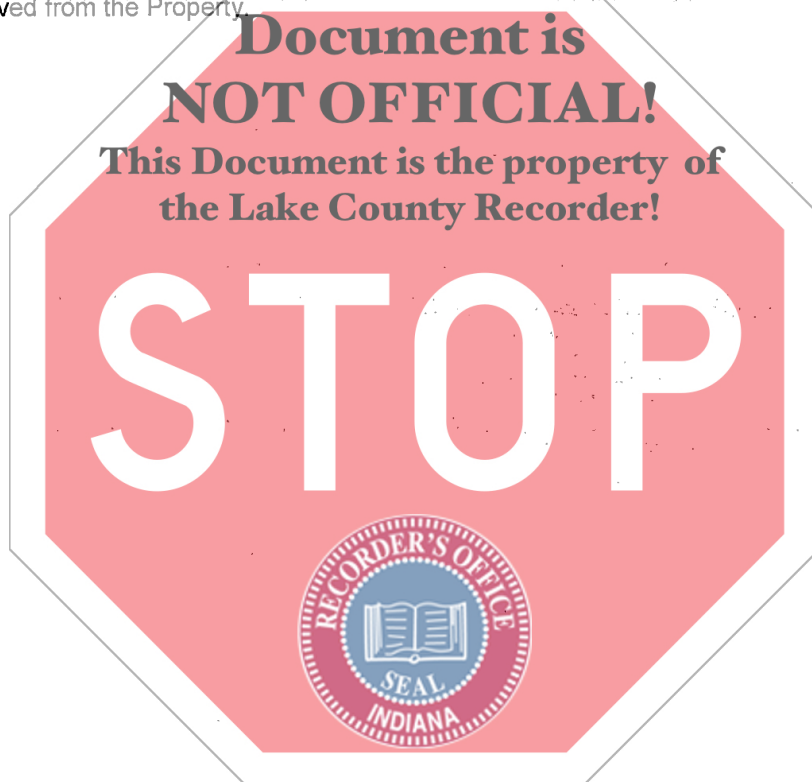 ved from the Property.
Document is
NOT OFFICIAL!
This Document is the property of
the Lake County Recorder!
STOP
RECORDER'S OFFICE
SEAL
INDIANA